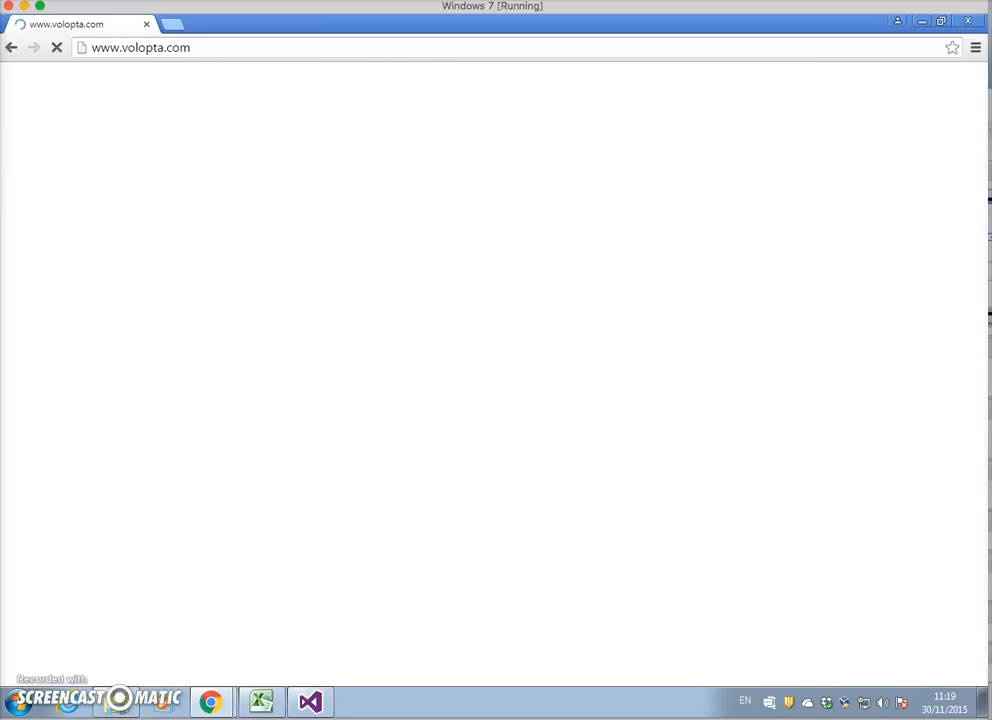 Windows 7 [Running]
www.volopta.com
www.volopta.com
Recorded with
SCREENCAST MATIC
EN
11:19
30/11/2015